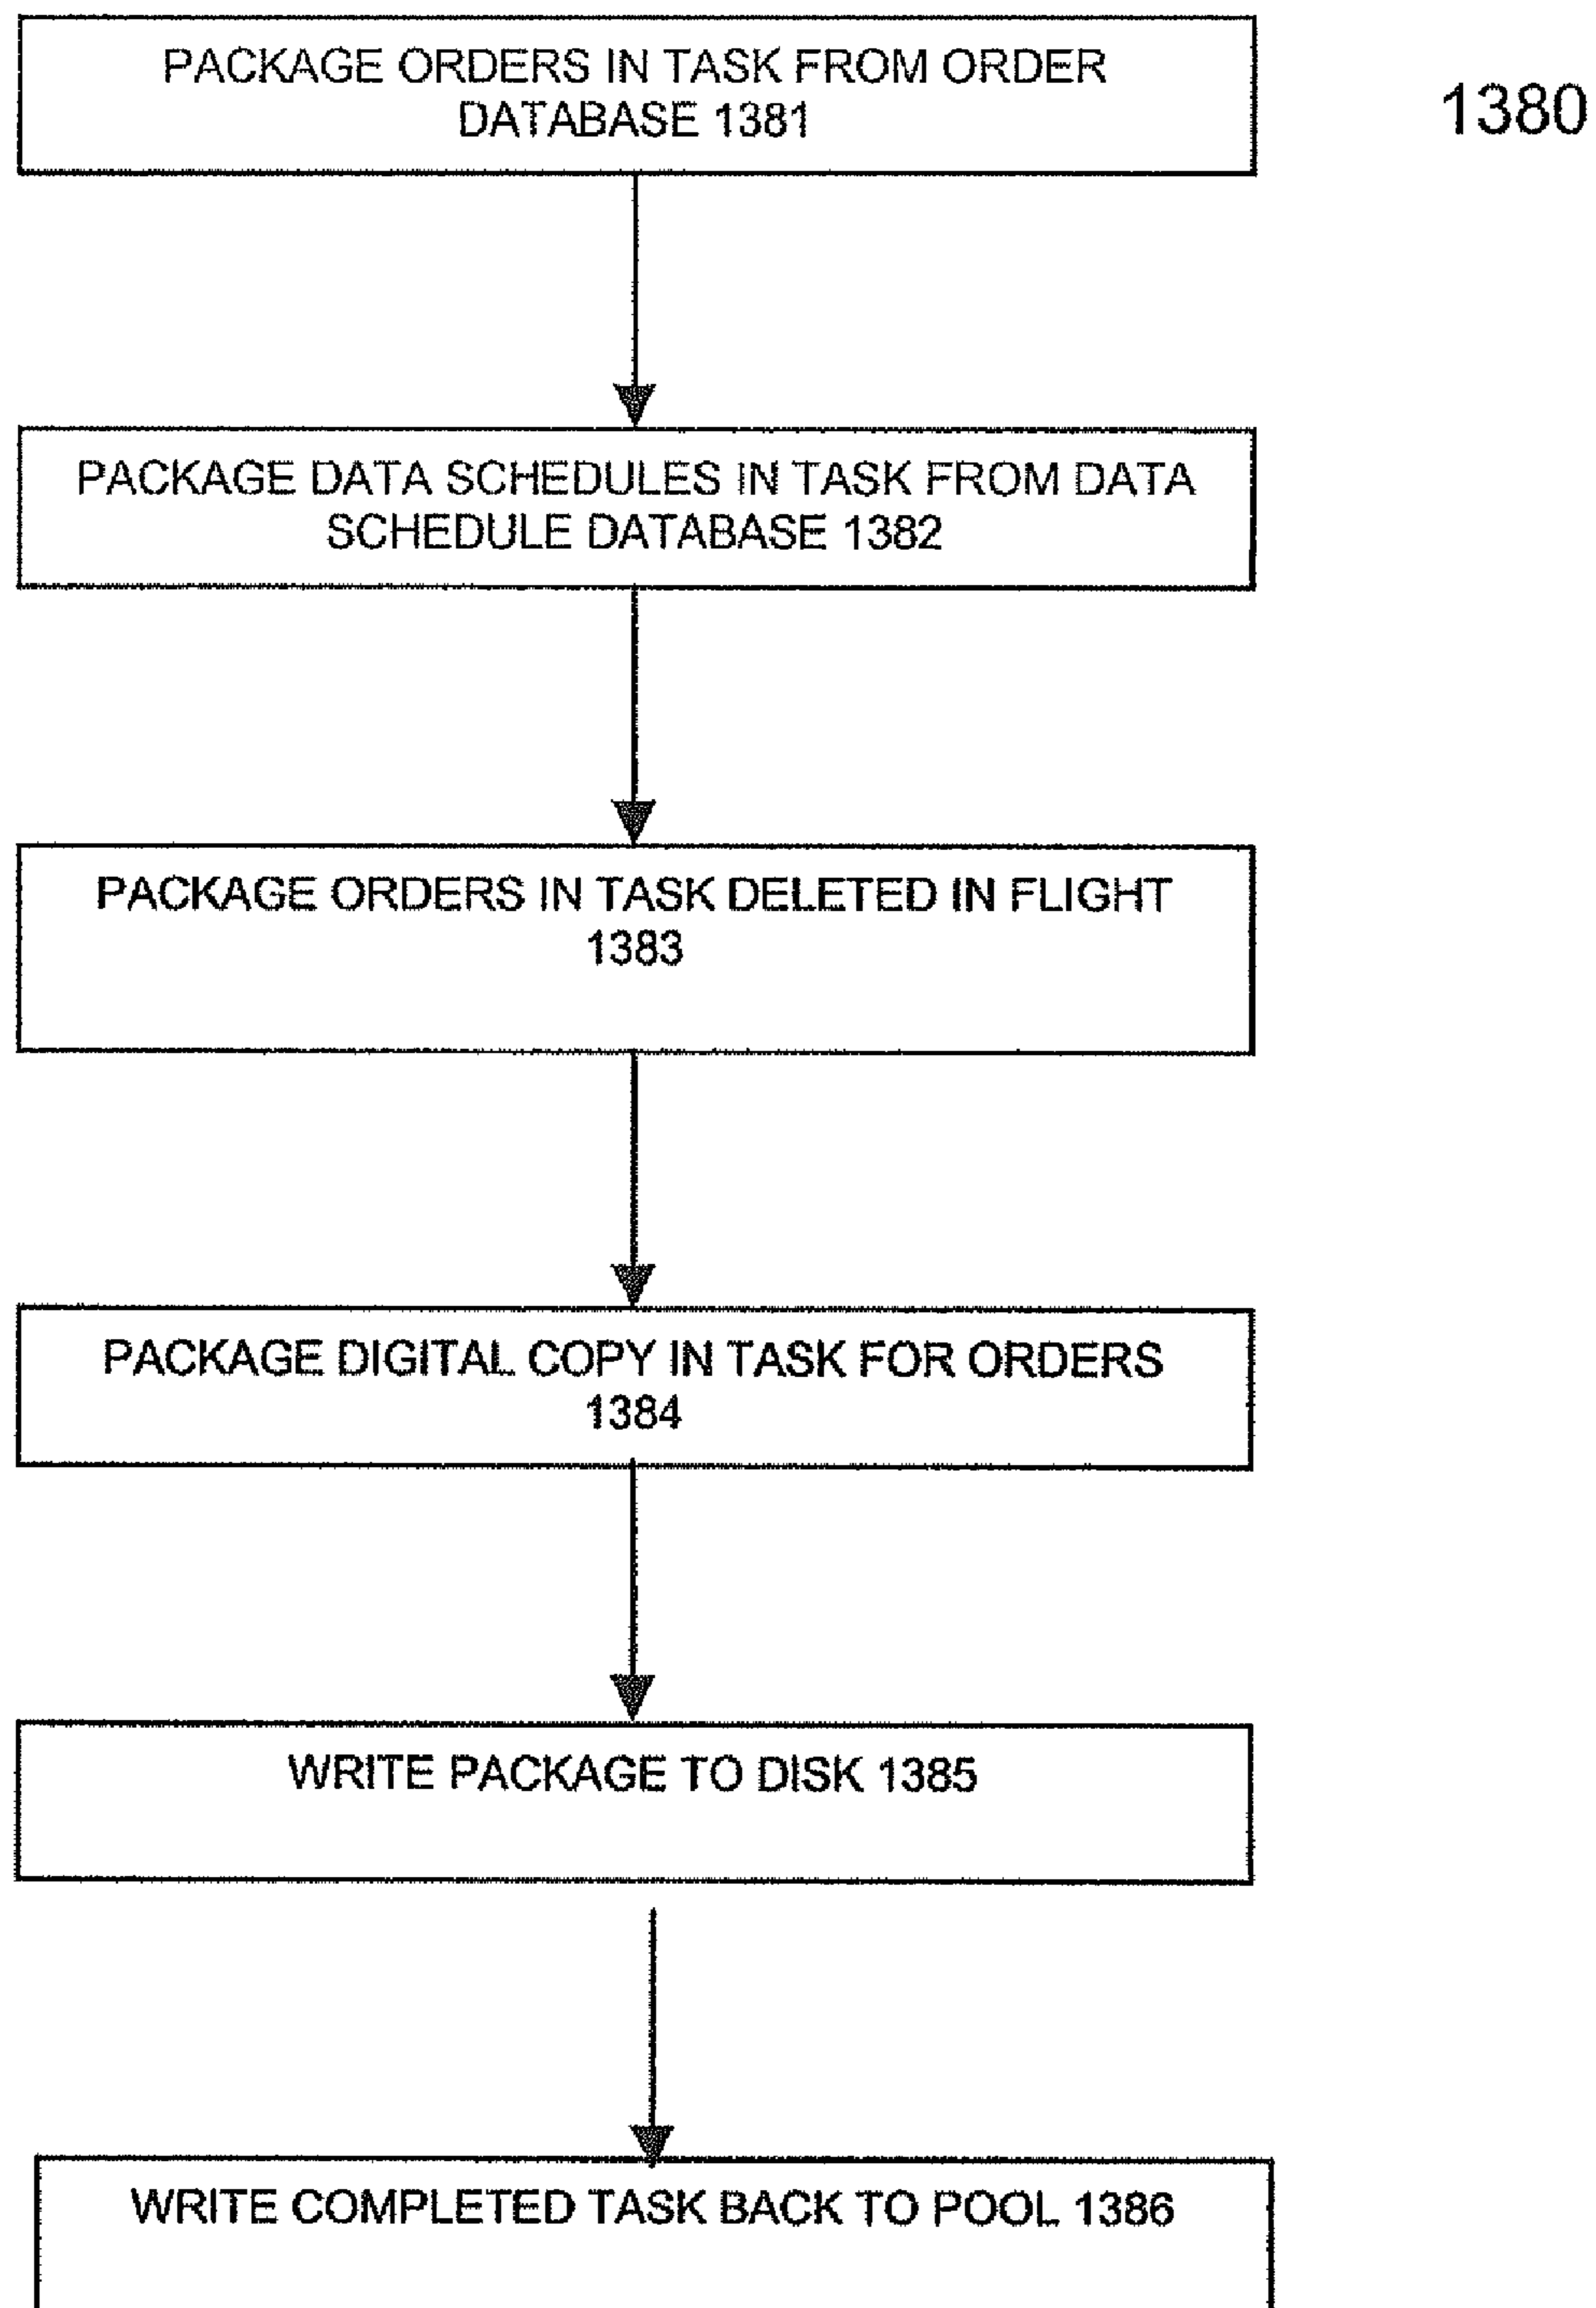 PACKAGE ORDERS IN TASK FROM ORDER
DATABASE 1381
1380
PACKAGE DATA SCHEDULES IN TASK FROM DATA
SCHEDULE DATABASE 1382
PACKAGE ORDERS IN TASK DELETED IN FLIGHT
1383
PACKAGE DIGITAL COPY IN TASK FOR ORDERS
1384
WRITE PACKAGE TO DISK 1385
WRITE COMPLETED TASK BACK TO POOL 1386